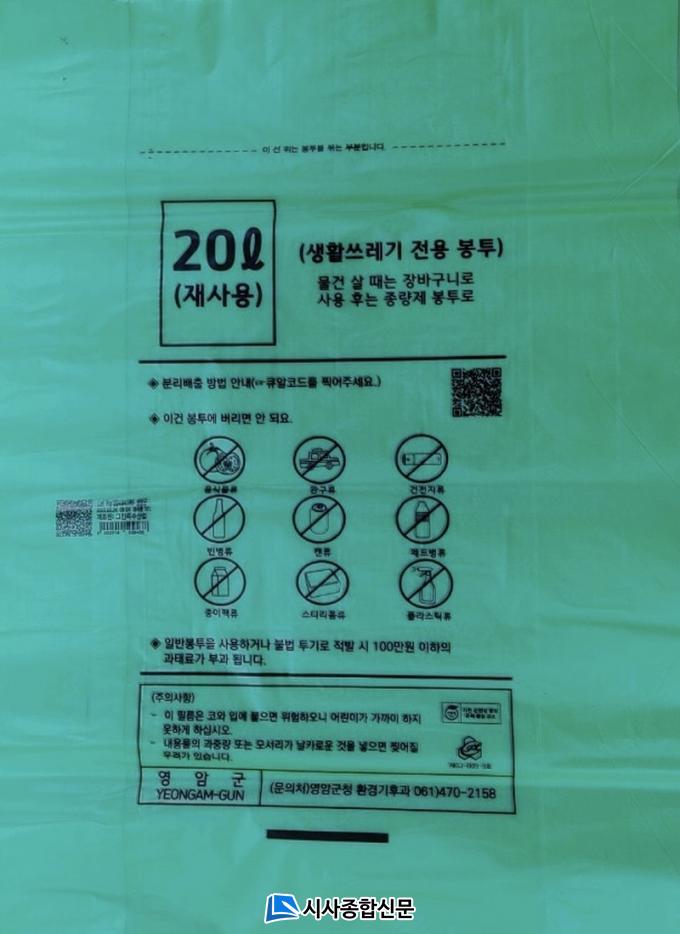 이 선 위는 봉투를 묶는 부분입니다.
20ℓ
(재사용)
(생활쓰레기 전용 봉투)
물건 살 때는 장바구니로
사용 후는 종량제 봉투로
◈ 분리배출 방법 안내(☞큐알코드를 찍어주세요.)
◈ 이건 봉투에 버리면 안 되요.
음식물류
완구류
건전지류
빈병류
캔류
페트병류
종이팩류
스티리폼류
플라스틱류
◈ 일반봉투를 사용하거나 불법 투기로 적발 시 100만원 이하의
과태료가 부과 됩니다.
(주의사항)
- 이 필름은 코와 입에 붙으면 위험하오니 어린이가 가까이 하지
못하게 하십시오.
- 내용물의 과중량 또는 모서리가 날카로운 것을 넣으면 찢어질
우려가 있습니다.
영 암 군
YEONGAM-GUN
(문의처)영암군청 환경기후과 061)470-2158
시사종합신문